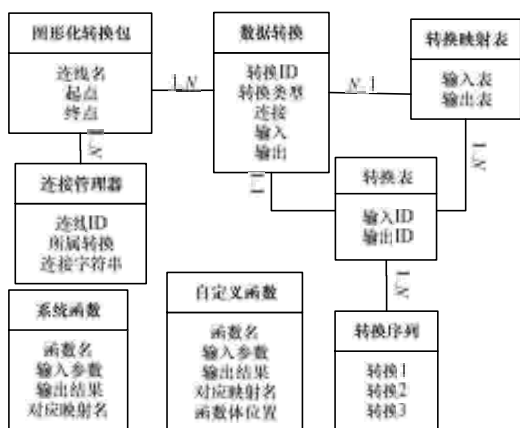 图形化转换包
连线名
起点
终点
1..N
数据转换
转换ID
转换类型
连接
输入
输出
N..1
转换映射表
输入表
输出表
1..N
连接管理器
连线ID
所属转换
连接字符串
1..1
转换表
输入ID
输出ID
1..N
1..N
系统函数
函数名
输入参数
输出结果
对应映射名
自定义函数
函数名
输入参数
输出结果
对应映射名
函数体位置
转换序列
转换1
转换2
转换3